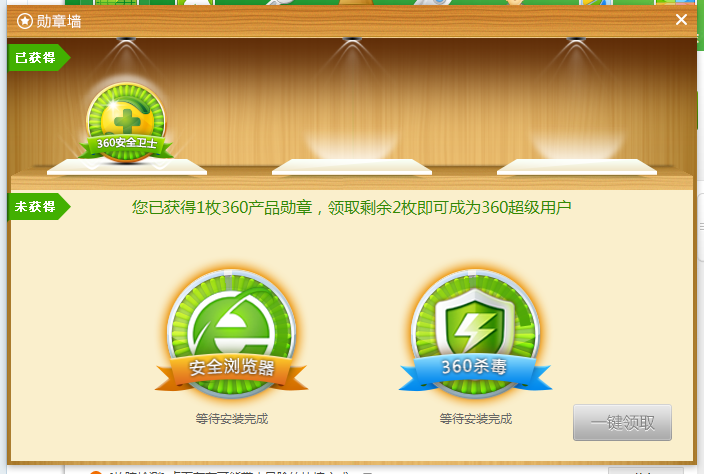 勋章墙
已获得
360安全卫士
未获得
您已获得1枚360产品勋章，领取剩余2枚即可成为360超级用户
安全浏览器
360杀毒
等待安装完成
等待安装完成
一键领取